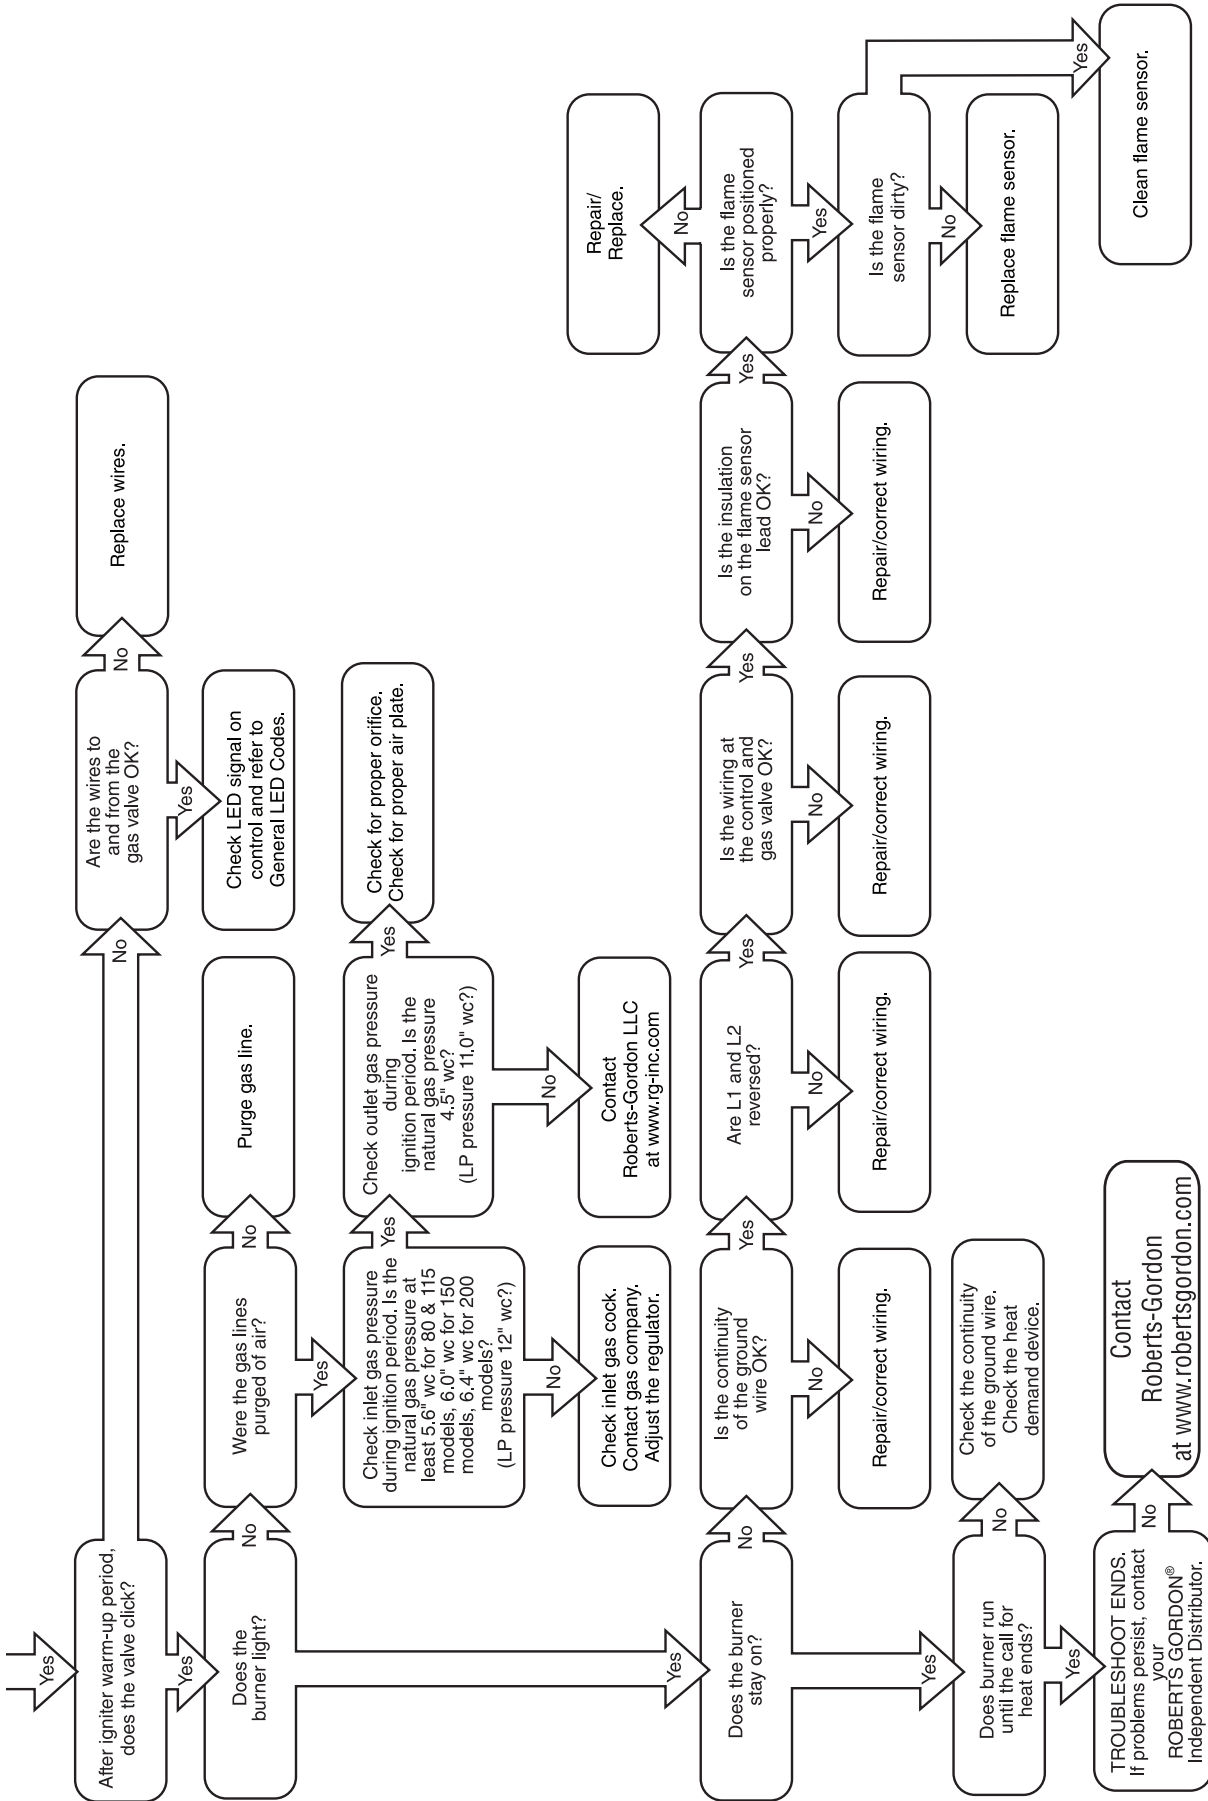 Yes
After igniter warm-up period,
does the valve click?
No
Are the wires to
and from the
gas valve OK?
No
Replace wires.
Yes
Check LED signal on
control and refer to
General LED Codes.
Yes
Does the
burner light?
No
Were the gas lines
purged of air?
No
Purge gas line.
Yes
Check inlet gas pressure
during ignition period. Is the
natural gas pressure at
least 5.6" wc for 80 & 115
models, 6.0" wc for 150
models, 6.4" wc for 200
models?
(LP pressure 12" wc?)
Yes
Check outlet gas pressure
during
ignition period. Is the
natural gas pressure
4.5" wc?
(LP pressure 11.0" wc?)
Yes
Check for proper orifice.
Check for proper air plate.
No
Check inlet gas cock.
Contact gas company.
Adjust the regulator.
No
Contact
Roberts-Gordon LLC
at www.rg-inc.com
Yes
Does the burner
stay on?
No
Is the continuity
of the ground
wire OK?
Yes
Are L1 and L2
reversed?
Yes
Is the wiring at
the control and
gas valve OK?
Yes
Is the insulation
on the flame sensor
lead OK?
Yes
Is the flame
sensor positioned
properly?
No
Repair/
Replace.
No
Repair/correct wiring.
No
Repair/correct wiring.
No
Repair/correct wiring.
No
Repair/correct wiring.
Yes
Is the flame
sensor dirty?
No
Replace flame sensor.
Yes
Clean flame sensor.
Yes
Does burner run
until the call for
heat ends?
No
Check the continuity
of the ground wire.
Check the heat
demand device.
Yes
TROUBLESHOOT ENDS.
If problems persist, contact
your
ROBERTS GORDON®
Independent Distributor.
No
Contact
Roberts-Gordon
at www.robertsgordon.com